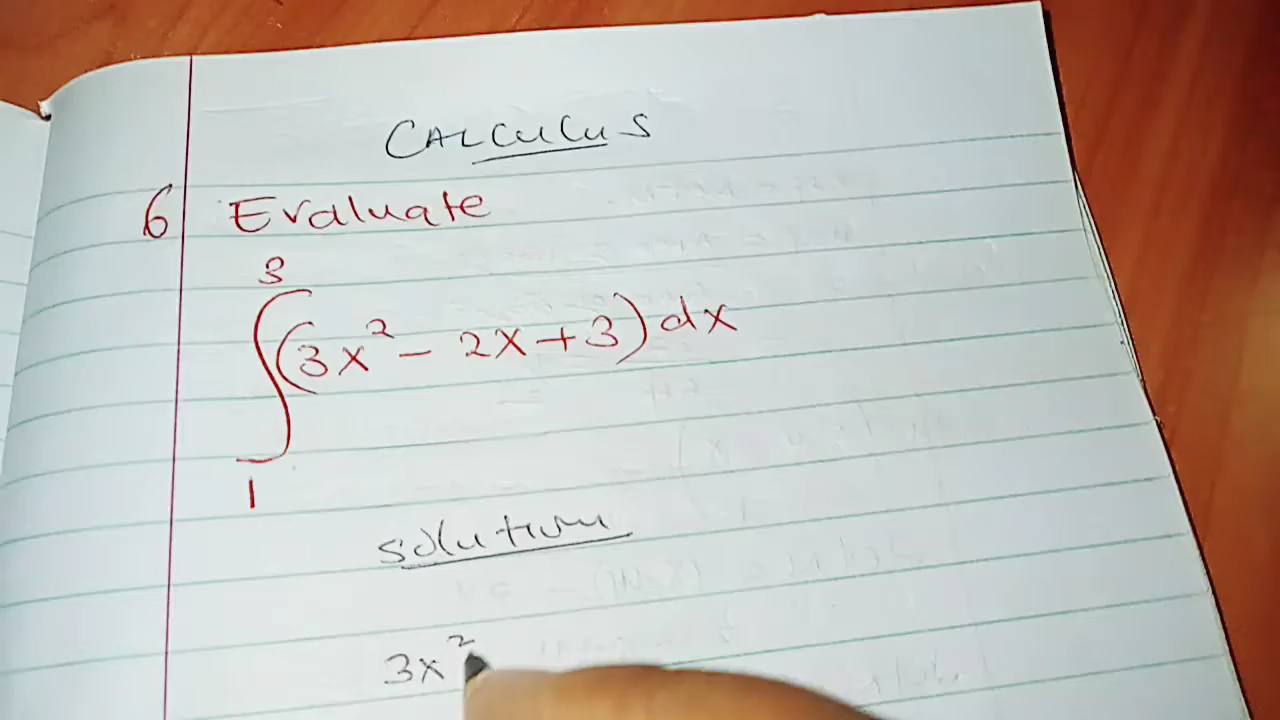 CALCULUS
6 Evaluate
3
∫(3x² - 2x + 3) dx
1
solution
3x²